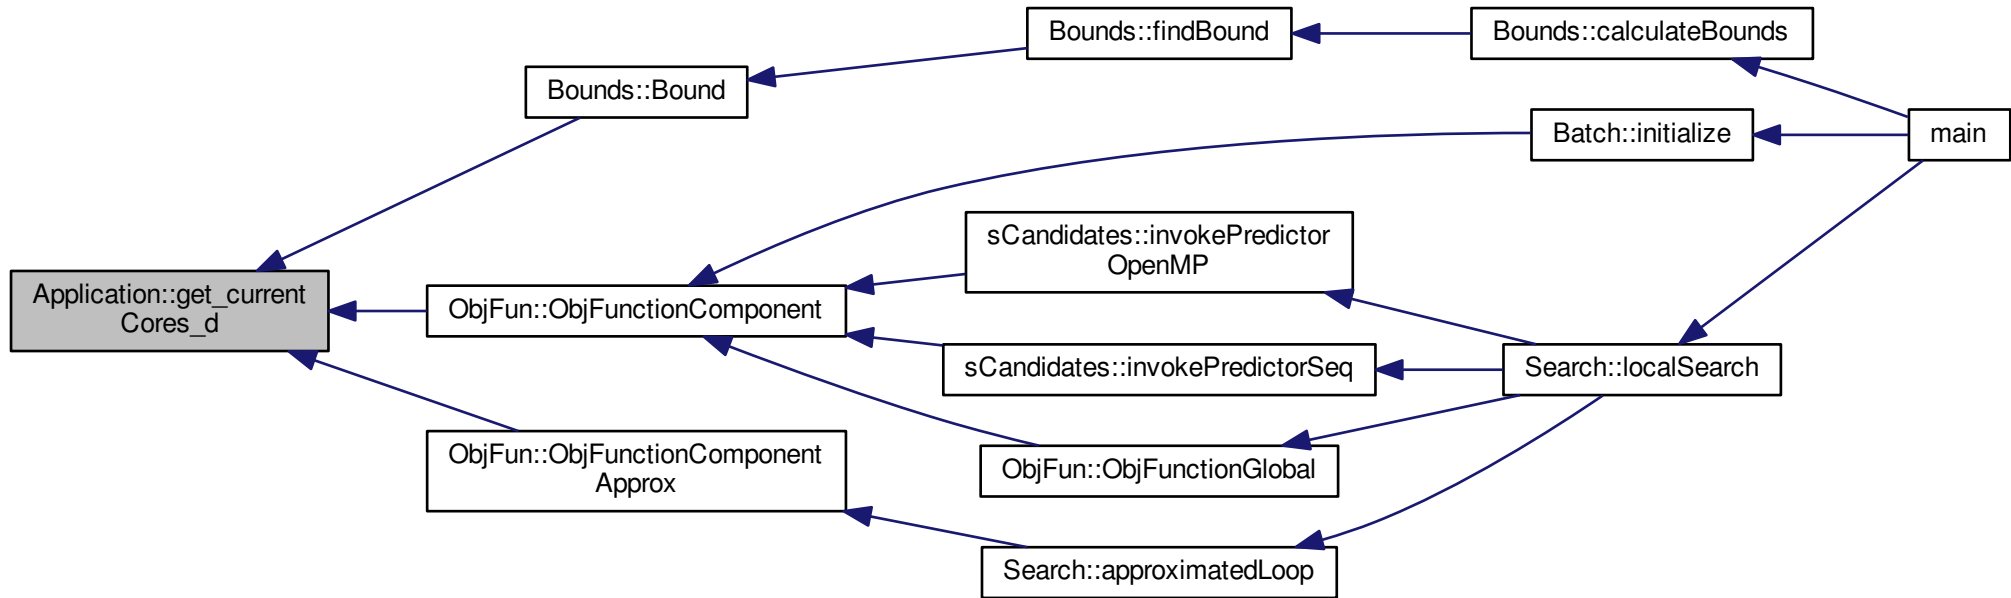 Bounds::findBound
Bounds::calculateBounds
Bounds::Bound
Batch::initialize
main
sCandidates::invokePredictor
OpenMP
Application::get_current
Cores_d
ObjFun::ObjFunctionComponent
sCandidates::invokePredictorSeq
Search::localSearch
ObjFun::ObjFunctionComponent
Approx
ObjFun::ObjFunctionGlobal
Search::approximatedLoop